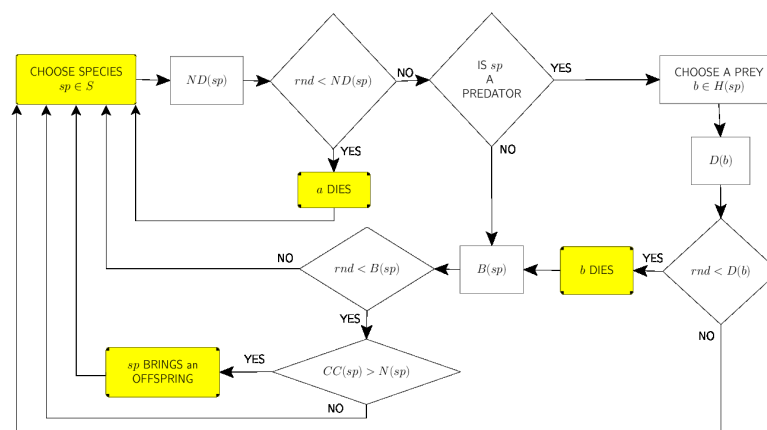 CHOOSE SPECIES
sp ∈ S
ND(sp)
rnd < ND(sp)
NO
IS sp
A
PREDATOR
YES
CHOOSE A PREY
b ∈ H(sp)
YES
NO
D(b)
a DIES
NO
rnd < B(sp)
B(sp)
b DIES
YES
rnd < D(b)
YES
NO
sp BRINGS an
OFFSPRING
YES
CC(sp) > N(sp)
NO